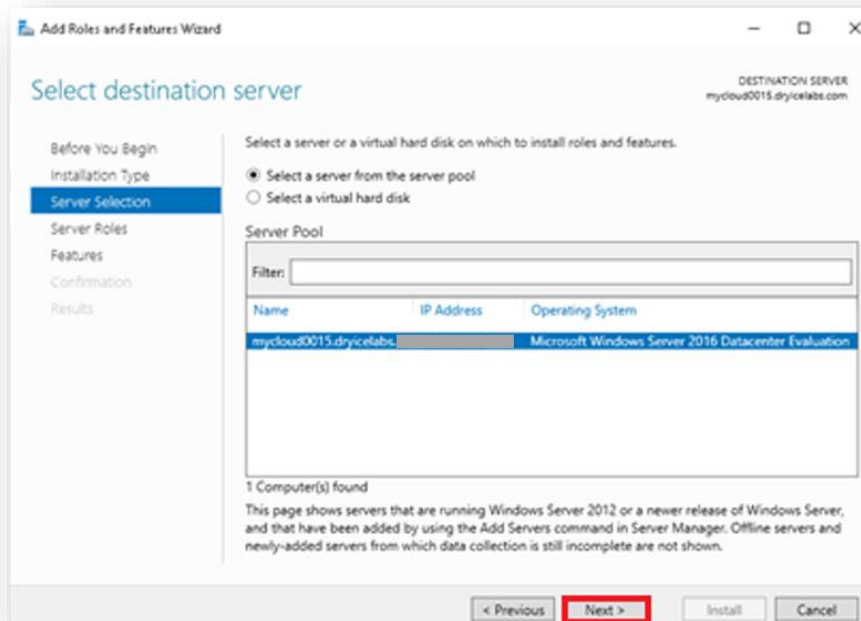 Add Roles and Features Wizard
Select destination server
DESTINATION SERVER
mycloud0015.dryicelabs.com
Before You Begin
Installation Type
Server Selection
Server Roles
Features
Confirmation
Results
Select a server or a virtual hard disk on which to install roles and features.
Select a server from the server pool
Select a virtual hard disk
Server Pool
Filter:
Name IP Address Operating System
mycloud0015.dryicelabs. Microsoft Windows Server 2016 Datacenter Evaluation
1 Computer(s) found
This page shows servers that are running Windows Server 2012 or a newer release of Windows Server,
and that have been added by using the Add Servers command in Server Manager. Offline servers and
newly-added servers from which data collection is still incomplete are not shown.
< Previous Next > Install Cancel